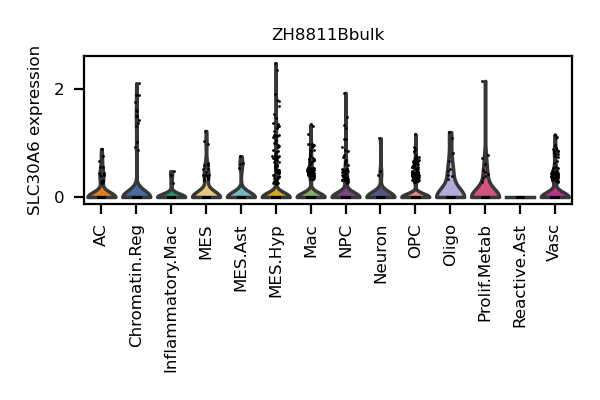 ZH8811Bbulk
SLC30A6 expression
2
0
AC
Chromatin.Reg
Inflammatory.Mac
MES
MES.Ast
MES.Hyp
Mac
NPC
Neuron
OPC
Oligo
Prolif.Metab
Reactive.Ast
Vasc